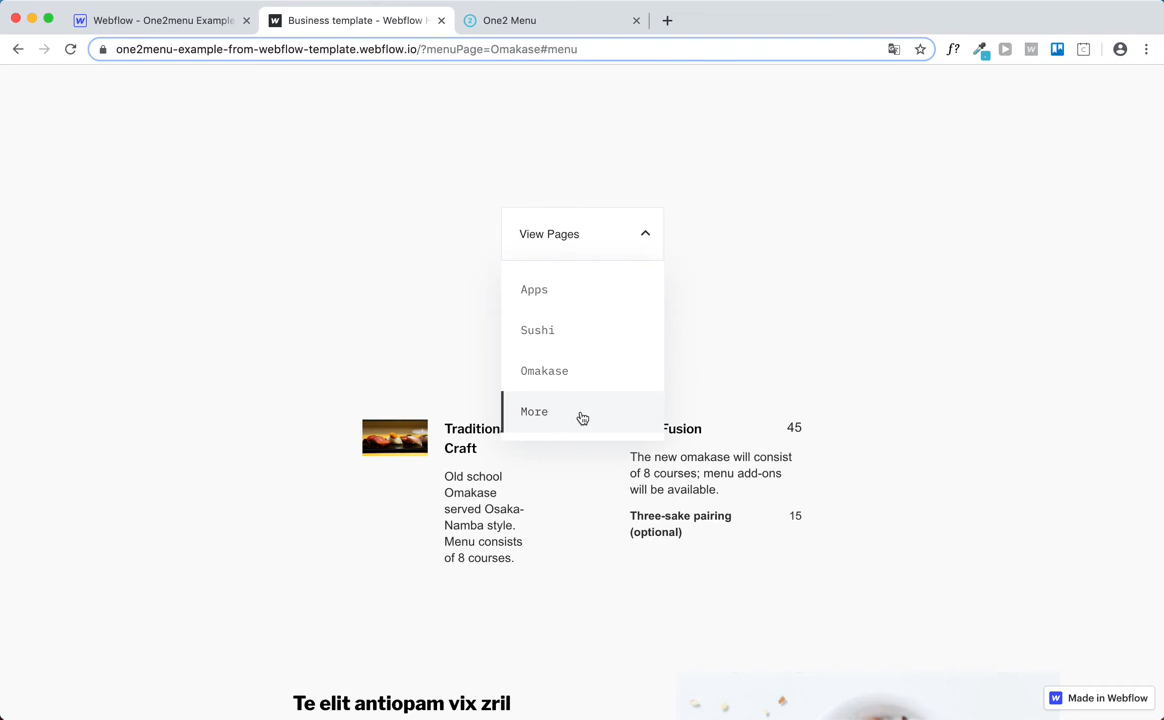 Webflow - One2menu Example
Business template - Webflow H
One2 Menu
one2menu-example-from-webflow-template.webflow.io/?menuPage=Omakase#menu
f?
View Pages
Apps
Sushi
Omakase
More
Tradition
Craft
Old school
Omakase
served Osaka-
Namba style.
Menu consists
of 8 courses.
Fusion 45
The new omakase will consist
of 8 courses; menu add-ons
will be available.
Three-sake pairing 15
(optional)
Te elit antiopam vix zril
Made in Webflow